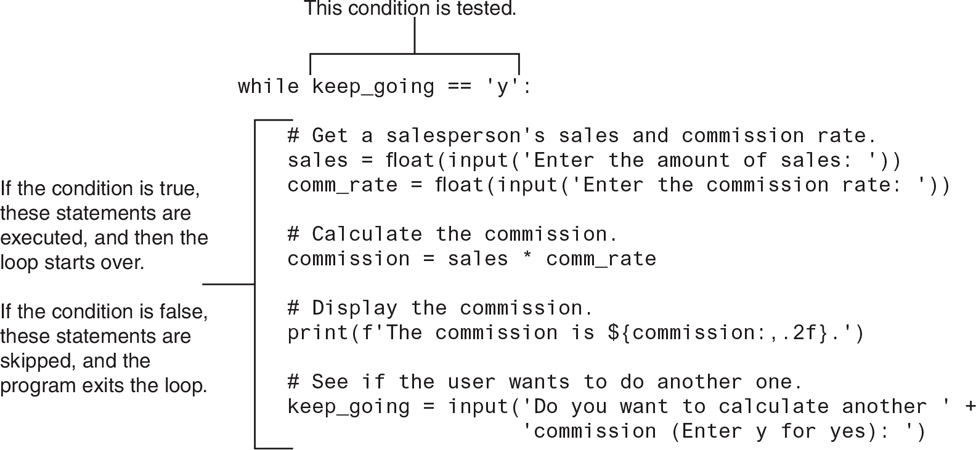 This condition is tested.
while keep_going == 'y':
# Get a salesperson's sales and commission rate.
sales = float(input('Enter the amount of sales: '))
comm_rate = float(input('Enter the commission rate: '))
# Calculate the commission.
commission = sales * comm_rate
# Display the commission.
print(f'The commission is ${commission:,.2f}.')
# See if the user wants to do another one.
keep_going = input('Do you want to calculate another ' +
'commission (Enter y for yes): ')
If the condition is true,
these statements are
executed, and then the
loop starts over.
If the condition is false,
these statements are
skipped, and the
program exits the loop.